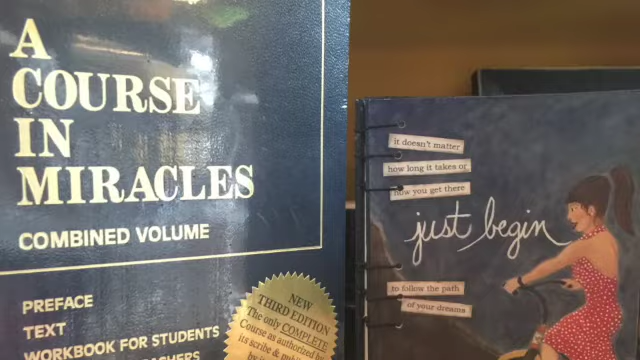 A
COURSE
IN
MIRACLES
COMBINED VOLUME
PREFACE
TEXT
WORKBOOK FOR STUDENTS
NEW
THIRD EDITION
The only COMPLETE
Course as authorized by
its scribe &
it doesn't matter
how long it takes or
how you get there
just begin
to follow the path
of your dreams